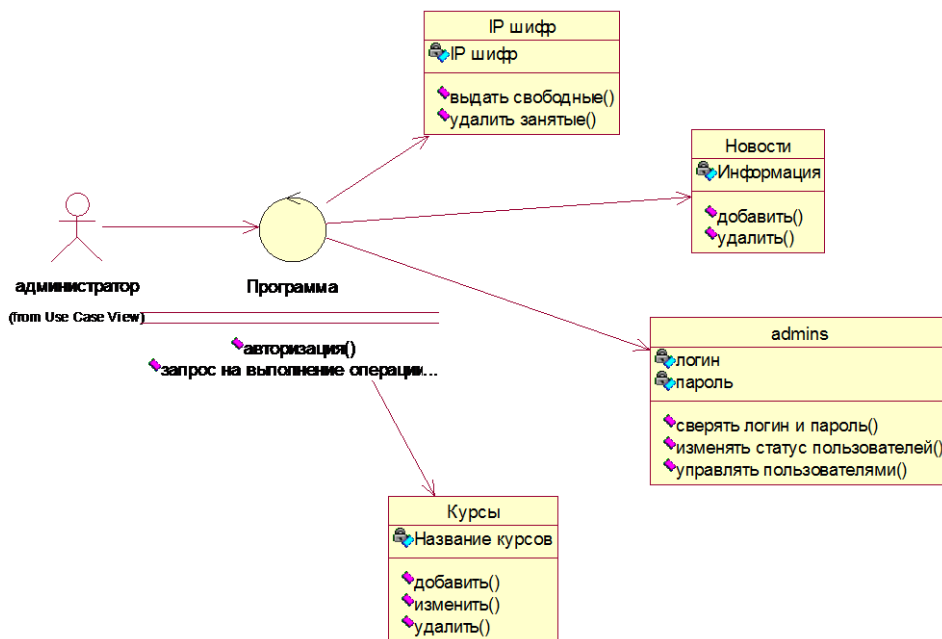 IP шифр
IP шифр
выдать свободные()
удалить занятые()
Новости
Информация
добавить()
удалить()
администратор
(from Use Case View)
Программа
авторизация()
запрос на выполнение операции...
admins
логин
пароль
сверять логин и пароль()
изменять статус пользователей()
управлять пользователями()
Курсы
Название курсов
добавить()
изменить()
удалить()